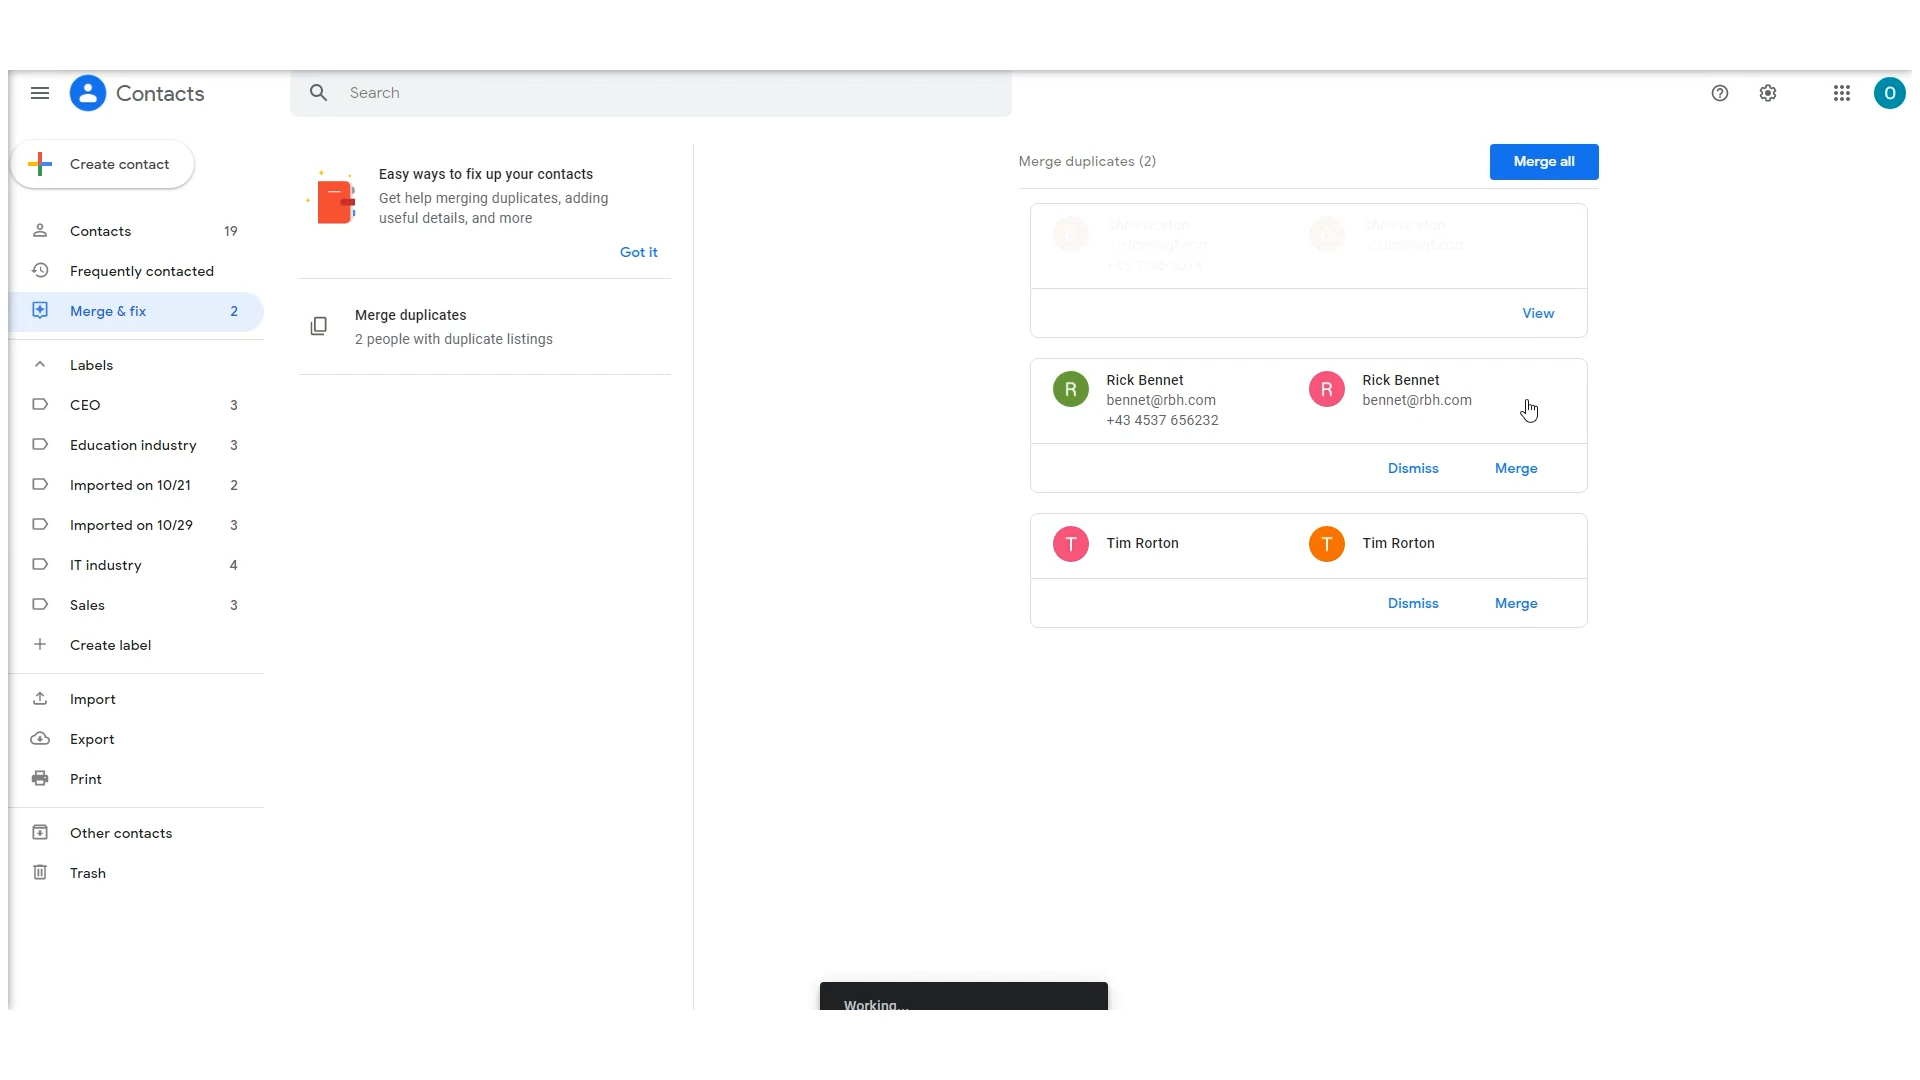 Contacts
Search
O
Create contact
Contacts 19
Frequently contacted
Merge & fix 2
Labels
CEO 3
Education industry 3
Imported on 10/21 2
Imported on 10/29 3
IT industry 4
Sales 3
Create label
Import
Export
Print
Other contacts
Trash
Easy ways to fix up your contacts
Get help merging duplicates, adding
useful details, and more
Got it
Merge duplicates
2 people with duplicate listings
Merge duplicates (2)
Merge all
View
R Rick Bennet R Rick Bennet
bennet@rbh.com bennet@rbh.com
+43 4537 656232
Dismiss Merge
T Tim Rorton T Tim Rorton
Dismiss Merge
Working...